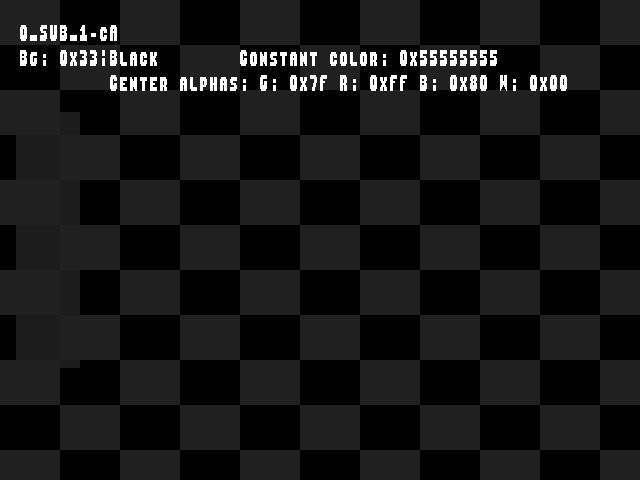 0_SUB_1-cA
Bg: 0x33|Black Constant color: 0x55555555
Center alphas: G: 0x7f R: 0xff B: 0x80 W: 0x00